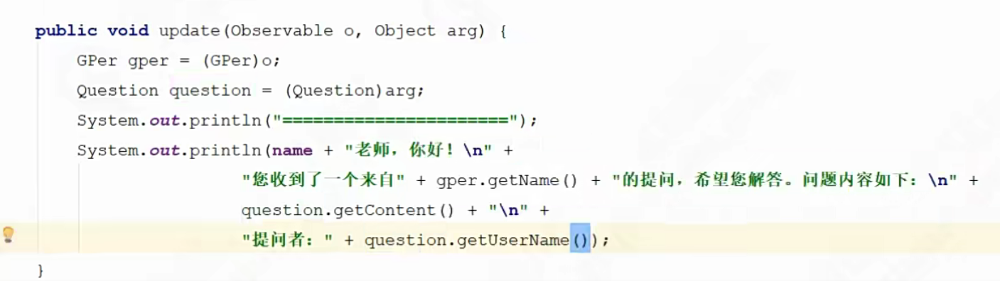 public void update(Observable o, Object arg) {
GPer gper = (GPer)o;
Question question = (Question)arg;
System.out.println("======================");
System.out.println(name + "老师，你好！\n" +
"您收到了一个来自" + gper.getName() + "的提问，希望您解答。问题内容如下：\n" +
question.getContent() + "\n" +
"提问者：" + question.getUserName());
}